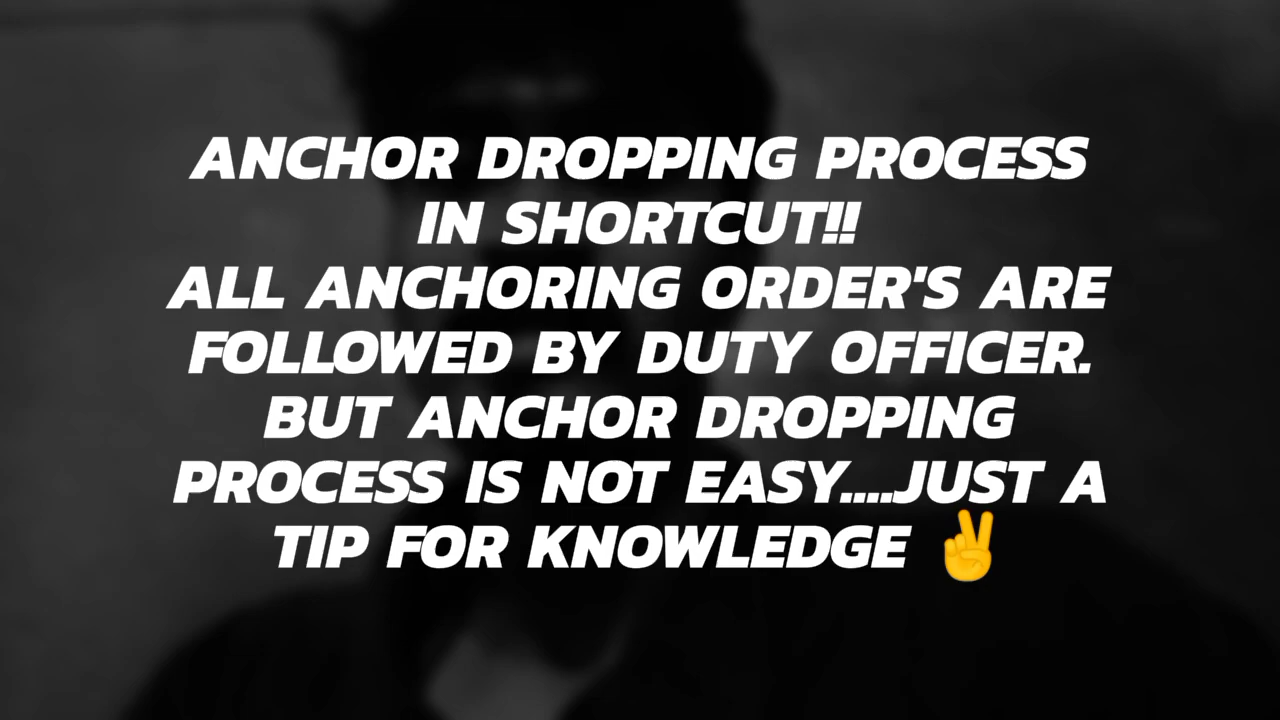 ANCHOR DROPPING PROCESS
IN SHORTCUT!!
ALL ANCHORING ORDER'S ARE
FOLLOWED BY DUTY OFFICER.
BUT ANCHOR DROPPING
PROCESS IS NOT EASY....JUST A
TIP FOR KNOWLEDGE ✌️